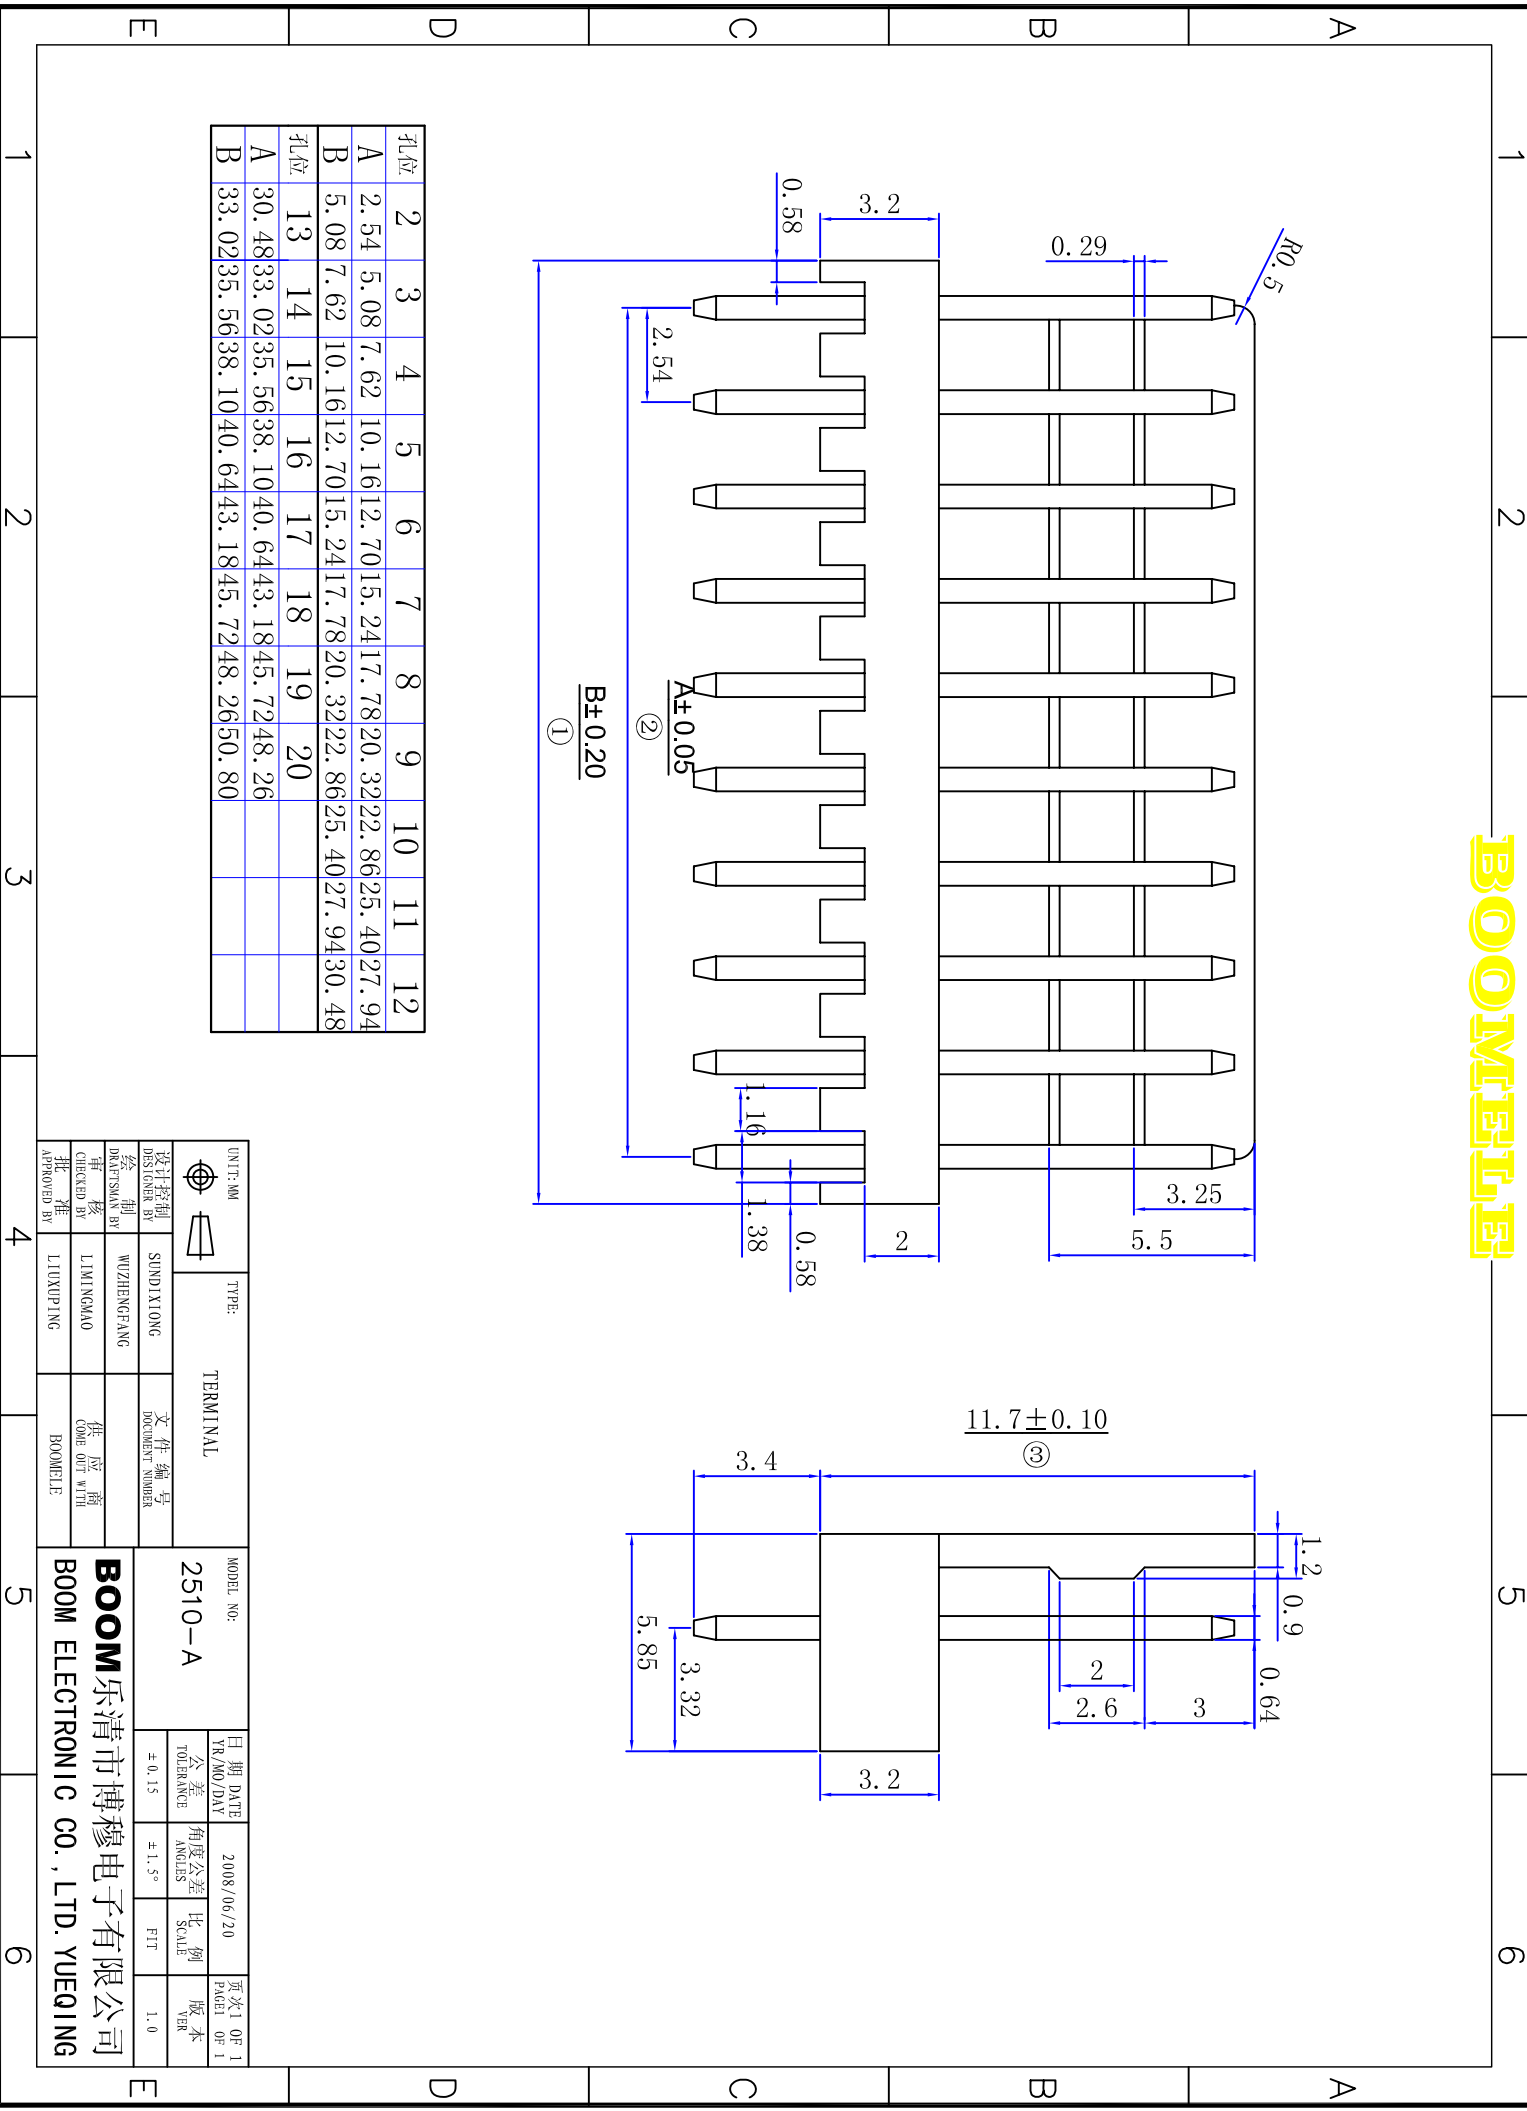 BOOMELE
1 2 3 4 5 6
A
B
C
D
E
R0.5
0.29
3.2
0.58
2.54
A±0.05
②
B±0.20
①
1.16
1.38
0.58
2
3.25
5.5
11.7±0.10
③
3.4
1.2
0.9
0.64
2
2.6
3
5.85
3.32
3.2
孔位 2 3 4 5 6 7 8 9 10 11 12
A 2.54 5.08 7.62 10.16 12.70 15.24 17.78 20.32 22.86 25.40 27.94
B 5.08 7.62 10.16 12.70 15.24 17.78 20.32 22.86 25.40 27.94 30.48
孔位 13 14 15 16 17 18 19 20
A 30.48 33.02 35.56 38.10 40.64 43.18 45.72 48.26
B 33.02 35.56 38.10 40.64 43.18 45.72 48.26 50.80
UNIT:MM
TYPE:
TERMINAL
MODEL NO:
2510-A
日期 DATE
YR/MO/DAY
2008/06/20
页次1 OF 1
PAGE1 OF 1
公差
TOLERANCE
角度公差
ANGLES
比例
SCALE
版本
VER
±0.15
±1.5°
FIT
1.0
设计控制
DESIGNER BY
SUNDIXIONG
文件编号
DOCUMENT NUMBER
绘制
DRAFTSMAN BY
WUZHENGFANG
审核
CHECKED BY
LIMINGMAO
供应商
COME OUT WITH
批准
APPROVED BY
LIUXUPING
BOOMELE
BOOM乐清市博穆电子有限公司
BOOM ELECTRONIC CO.,LTD.YUEQING
A
B
C
D
E
1 2 3 4 5 6